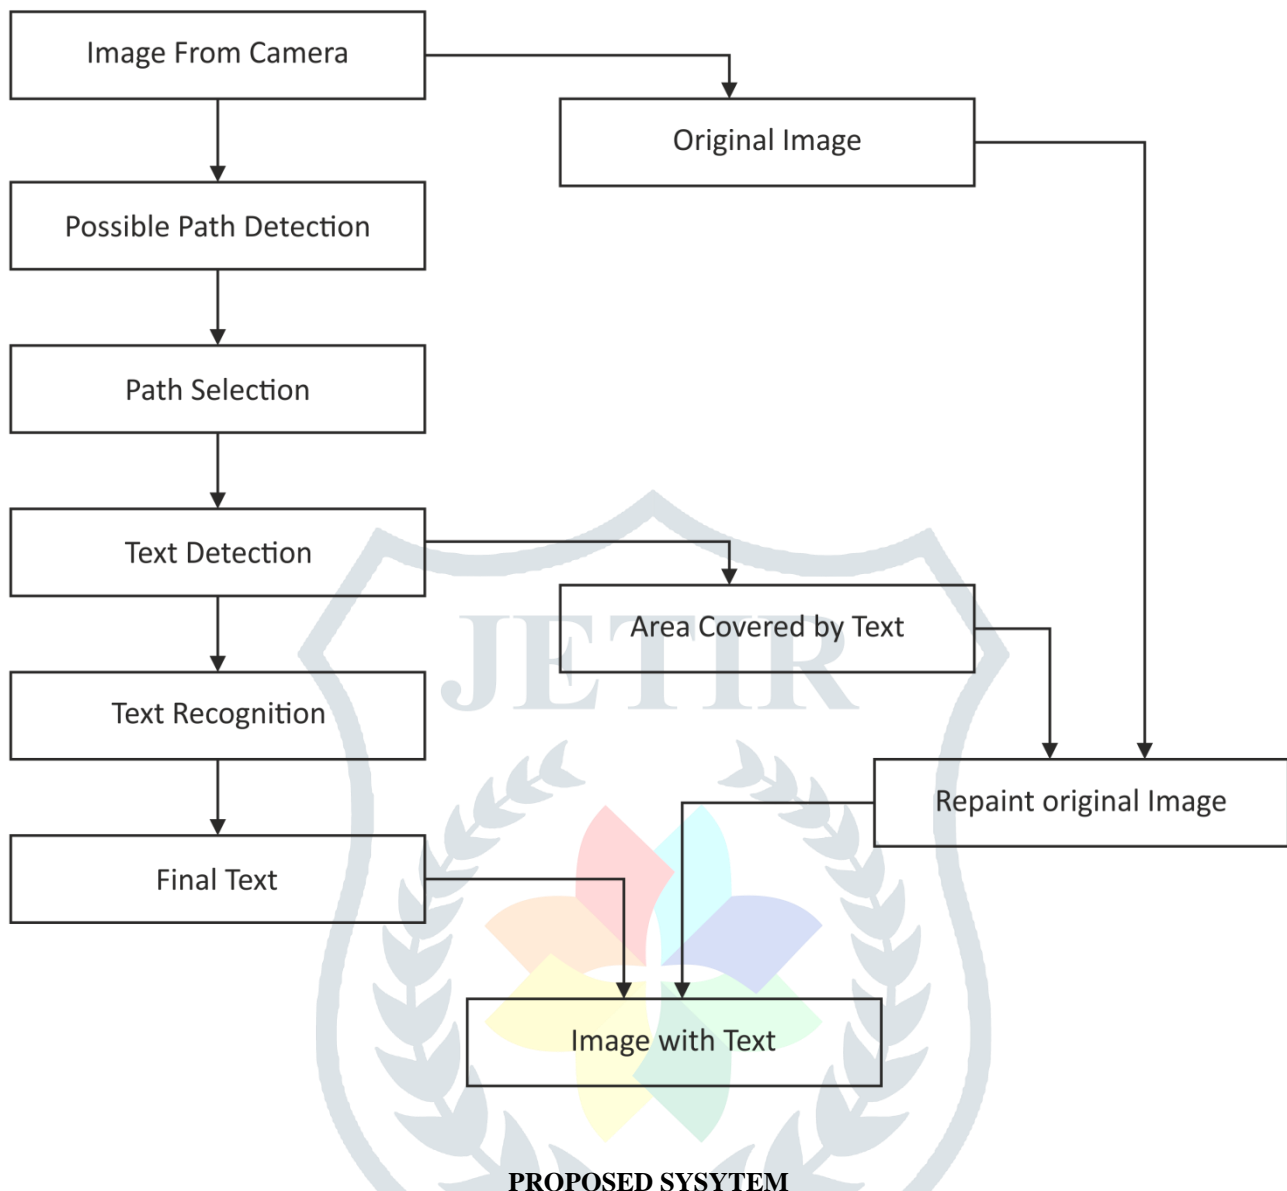 Image From Camera
Original Image
Possible Path Detection
Path Selection
Text Detection
Area Covered by Text
JETIR
Text Recognition
Repaint original Image
Final Text
Image with Text
PROPOSED SYSYTEM